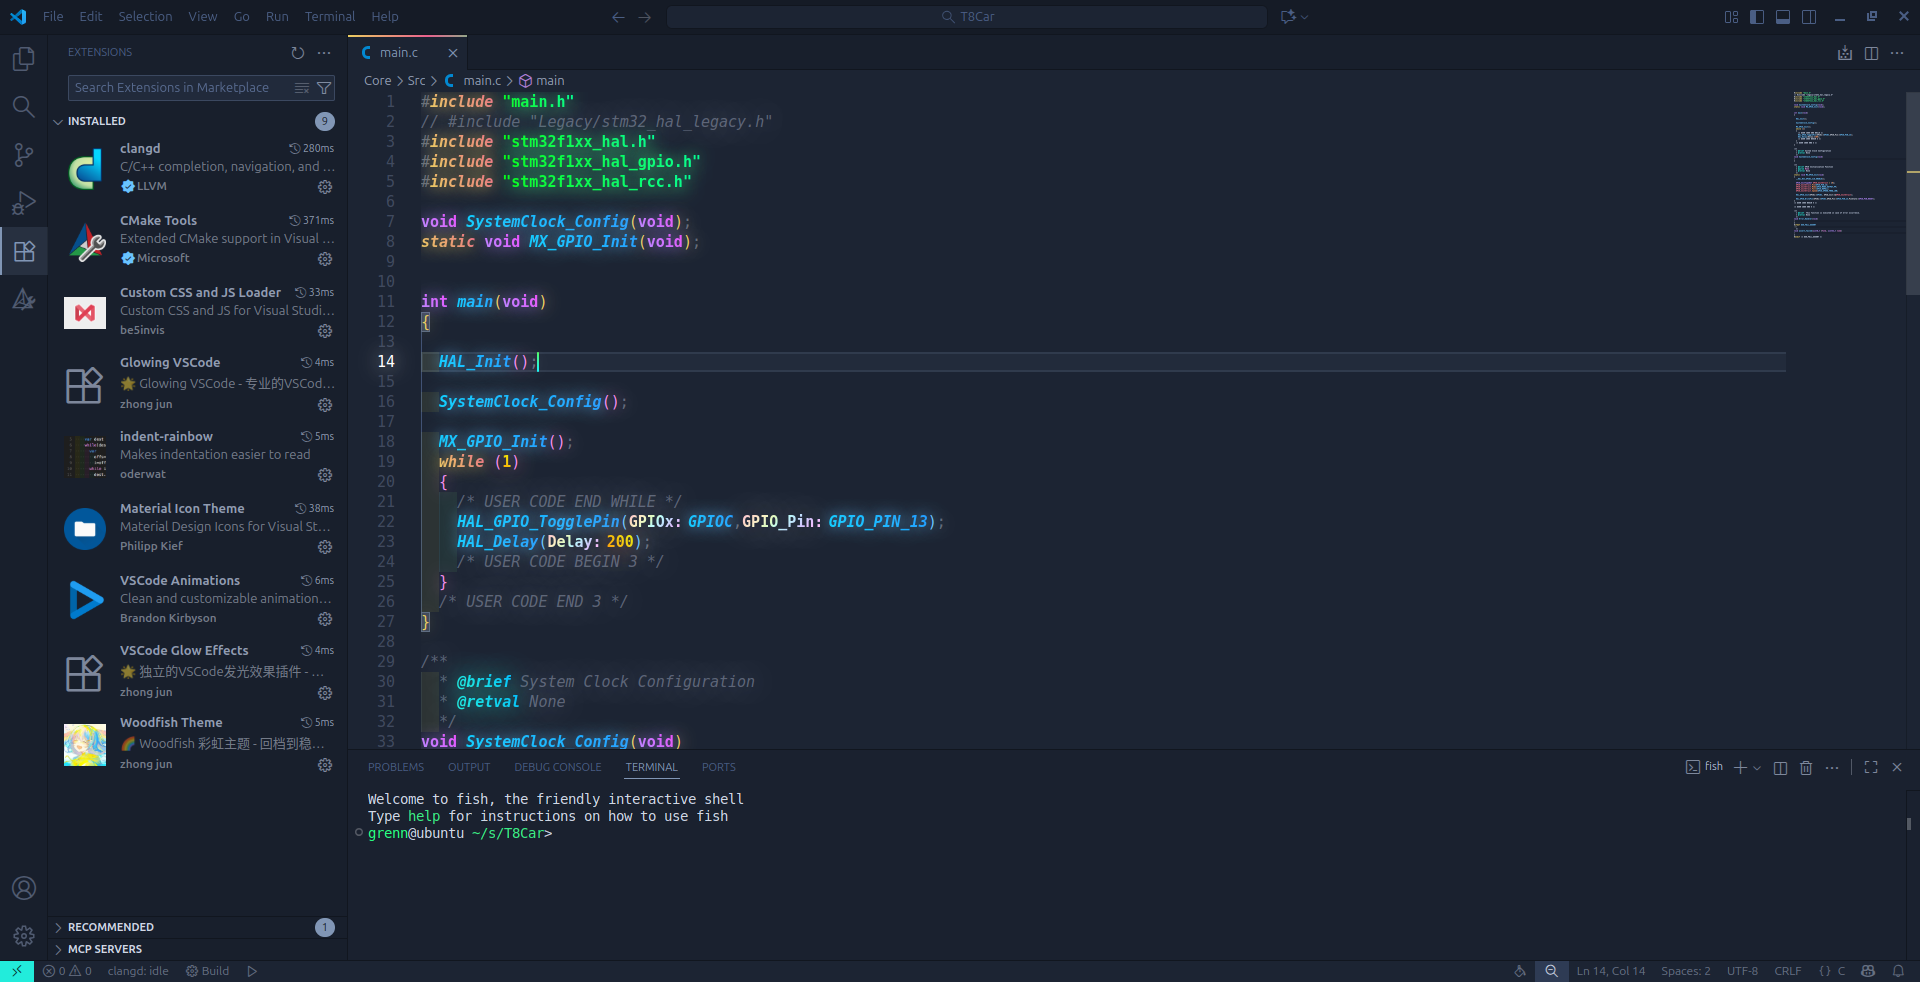 File Edit Selection View Go Run Terminal Help
T8Car
EXTENSIONS
Search Extensions in Marketplace
INSTALLED
9
clangd
280ms
C/C++ completion, navigation, and ...
LLVM
CMake Tools
371ms
Extended CMake support in Visual ...
Microsoft
Custom CSS and JS Loader
33ms
Custom CSS and JS for Visual Studi...
be5invis
Glowing VSCode
4ms
🌟 Glowing VSCode - 专业的VSCod...
zhong jun
indent-rainbow
5ms
Makes indentation easier to read
oderwat
Material Icon Theme
38ms
Material Design Icons for Visual St...
Philipp Kief
VSCode Animations
6ms
Clean and customizable animation...
Brandon Kirbyson
VSCode Glow Effects
4ms
🌟 独立的VSCode发光效果插件 - ...
zhong jun
Woodfish Theme
5ms
🌈 Woodfish 彩虹主题 - 回档到稳...
zhong jun
RECOMMENDED
1
MCP SERVERS
main.c
Core > Src > main.c > main
1 #include "main.h"
2 // #include "Legacy/stm32_hal_legacy.h"
3 #include "stm32f1xx_hal.h"
4 #include "stm32f1xx_hal_gpio.h"
5 #include "stm32f1xx_hal_rcc.h"
6
7 void SystemClock_Config(void);
8 static void MX_GPIO_Init(void);
9
10
11 int main(void)
12 {
13
14 HAL_Init();
15
16 SystemClock_Config();
17
18 MX_GPIO_Init();
19 while (1)
20 {
21 /* USER CODE END WHILE */
22 HAL_GPIO_TogglePin(GPIOx: GPIOC,GPIO_Pin: GPIO_PIN_13);
23 HAL_Delay(Delay: 200);
24 /* USER CODE BEGIN 3 */
25 }
26 /* USER CODE END 3 */
27 }
28
29 /**
30 * @brief System Clock Configuration
31 * @retval None
32 */
33 void SystemClock_Config(void)
PROBLEMS OUTPUT DEBUG CONSOLE TERMINAL PORTS
fish
Welcome to fish, the friendly interactive shell
Type help for instructions on how to use fish
grenn@ubuntu ~/s/T8Car>
0 0 clangd: idle Build
Ln 14, Col 14 Spaces: 2 UTF-8 CRLF {} C